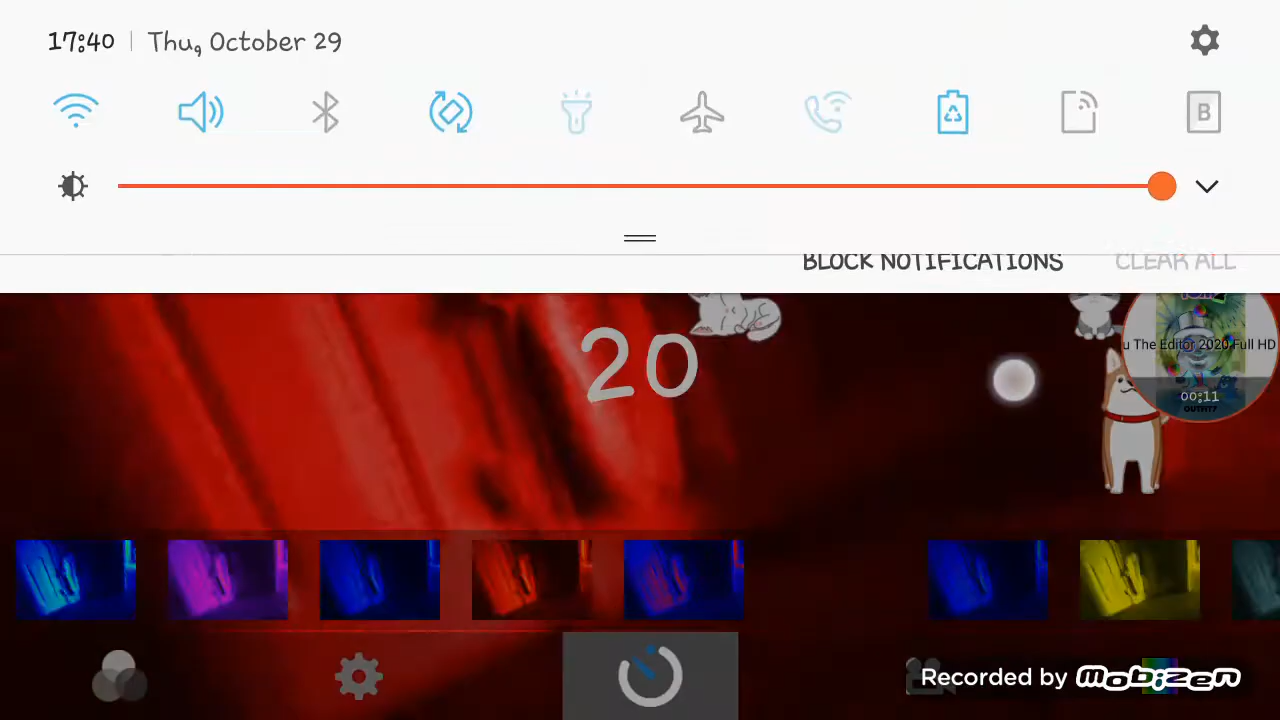 17:40 | Thu, October 29
B
BLOCK NOTIFICATIONS
CLEAR ALL
20
u The Editor 2020 Full HD
00:11
OUTFIT7
Recorded by mobizen